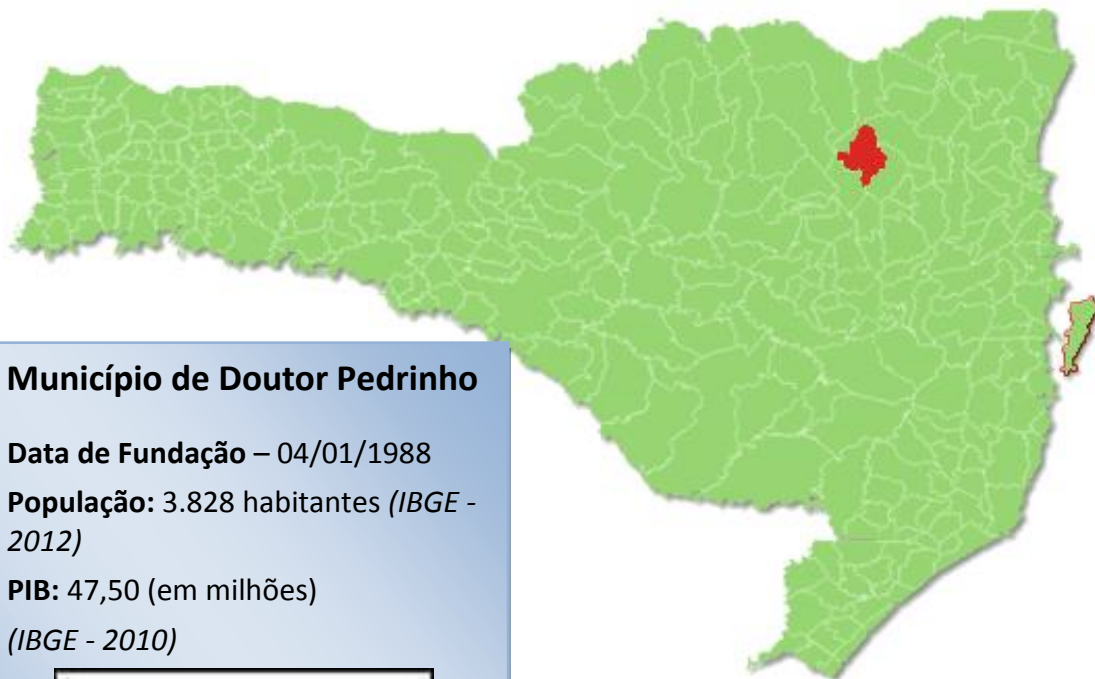 Município de Doutor Pedrinho
Data de Fundação – 04/01/1988
População: 3.828 habitantes (IBGE -
2012)
PIB: 47,50 (em milhões)
(IBGE - 2010)